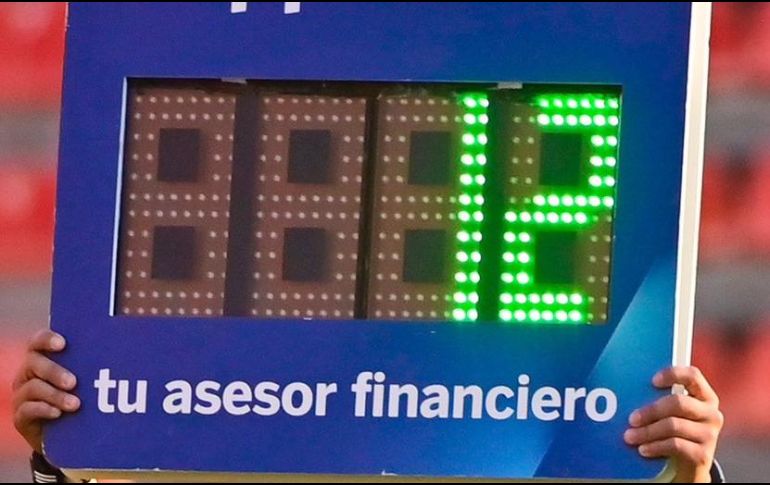 12
tu asesor financiero